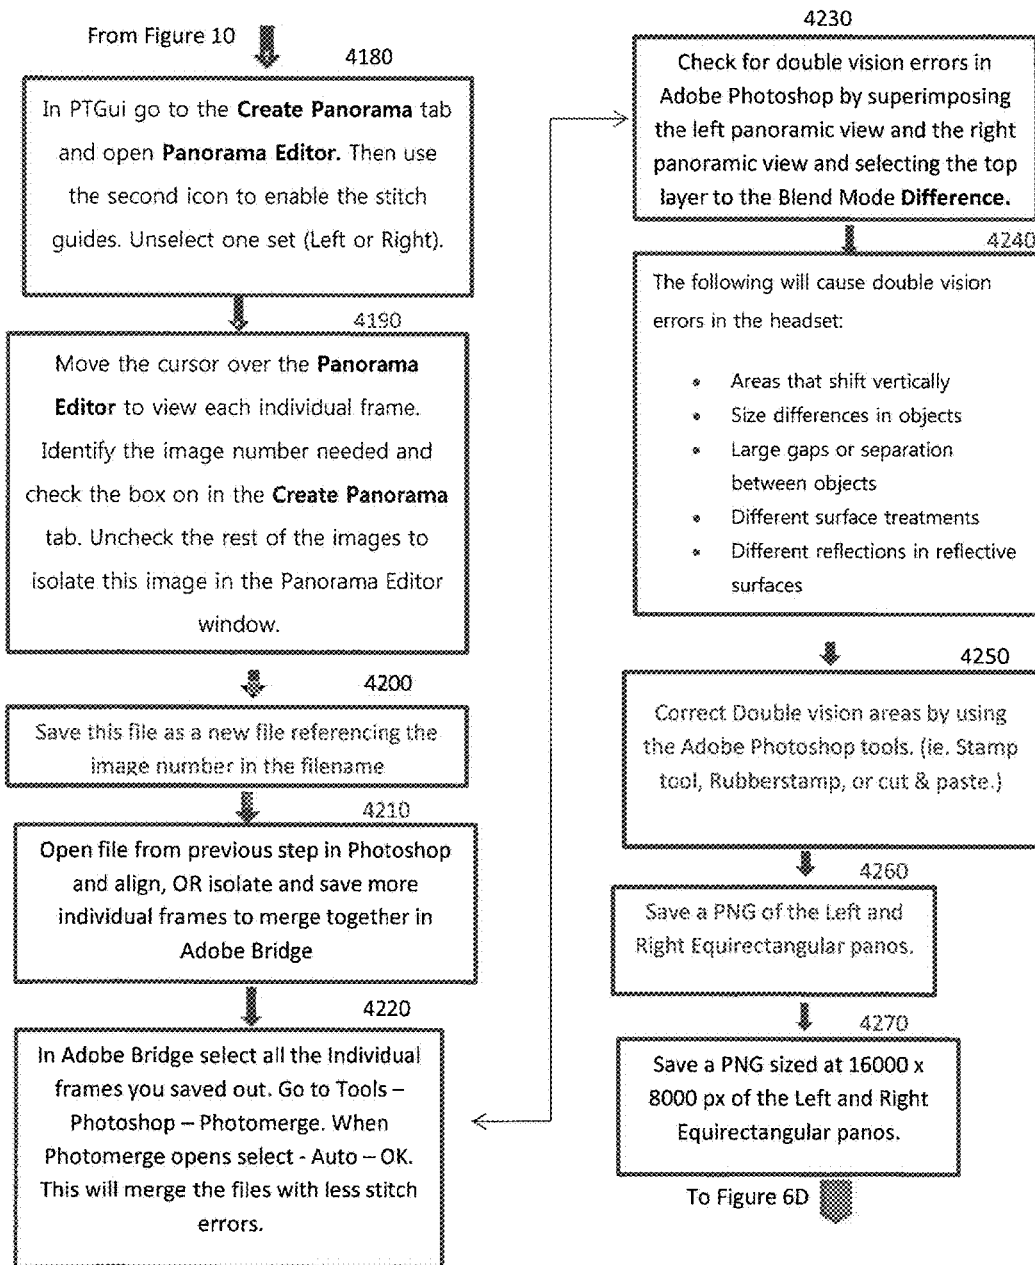 From Figure 10
4180
In PTGui go to the Create Panorama tab
and open Panorama Editor. Then use
the second icon to enable the stitch
guides. Unselect one set (Left or Right).
4190
Move the cursor over the Panorama
Editor to view each individual frame.
Identify the image number needed and
check the box on in the Create Panorama
tab. Uncheck the rest of the images to
isolate this image in the Panorama Editor
window.
4200
Save this file as a new file referencing the
image number in the filename
4210
Open file from previous step in Photoshop
and align, OR isolate and save more
individual frames to merge together in
Adobe Bridge
4220
In Adobe Bridge select all the Individual
frames you saved out. Go to Tools –
Photoshop – Photomerge. When
Photomerge opens select - Auto – OK.
This will merge the files with less stitch
errors.
4230
Check for double vision errors in
Adobe Photoshop by superimposing
the left panoramic view and the right
panoramic view and selecting the top
layer to the Blend Mode Difference.
4240
The following will cause double vision
errors in the headset:
• Areas that shift vertically
• Size differences in objects
• Large gaps or separation
between objects
• Different surface treatments
• Different reflections in reflective
surfaces
4250
Correct Double vision areas by using
the Adobe Photoshop tools. (ie. Stamp
tool, Rubberstamp, or cut & paste.)
4260
Save a PNG of the Left and
Right Equirectangular panos.
4270
Save a PNG sized at 16000 x
8000 px of the Left and Right
Equirectangular panos.
To Figure 6D